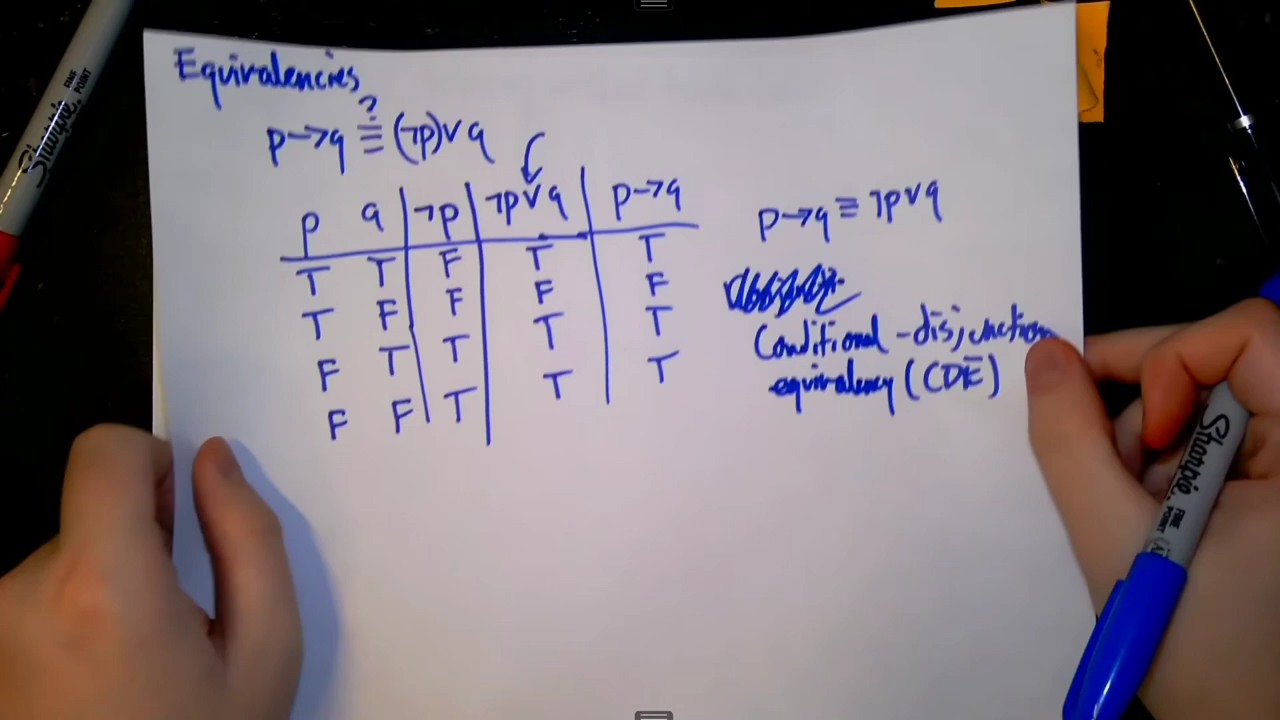 Equivalencies
?
p→q ≡ (¬p)∨q
p q ¬p ¬p∨q p→q
T T F T T
T F F F F
F T T T T
F F T T T
p→q ≡ ¬p∨q
Conditional-disjunction
equivalency (CDE)
Sharpie
FINE POINT
Sharpie
FINE POINT